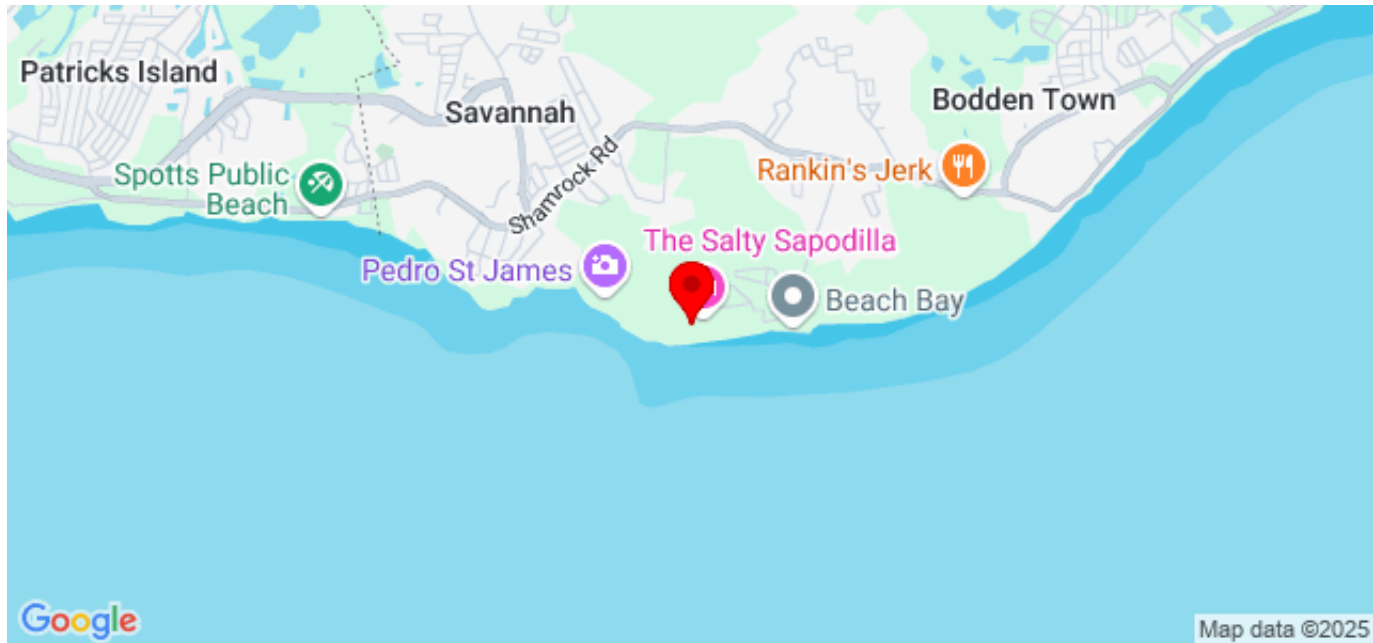 Patricks Island
Savannah
Bodden Town
Spotts Public
Beach
Shamrock Rd
Rankin's Jerk
The Salty Sapodilla
Pedro St James
Beach Bay
Google
Map data ©2025